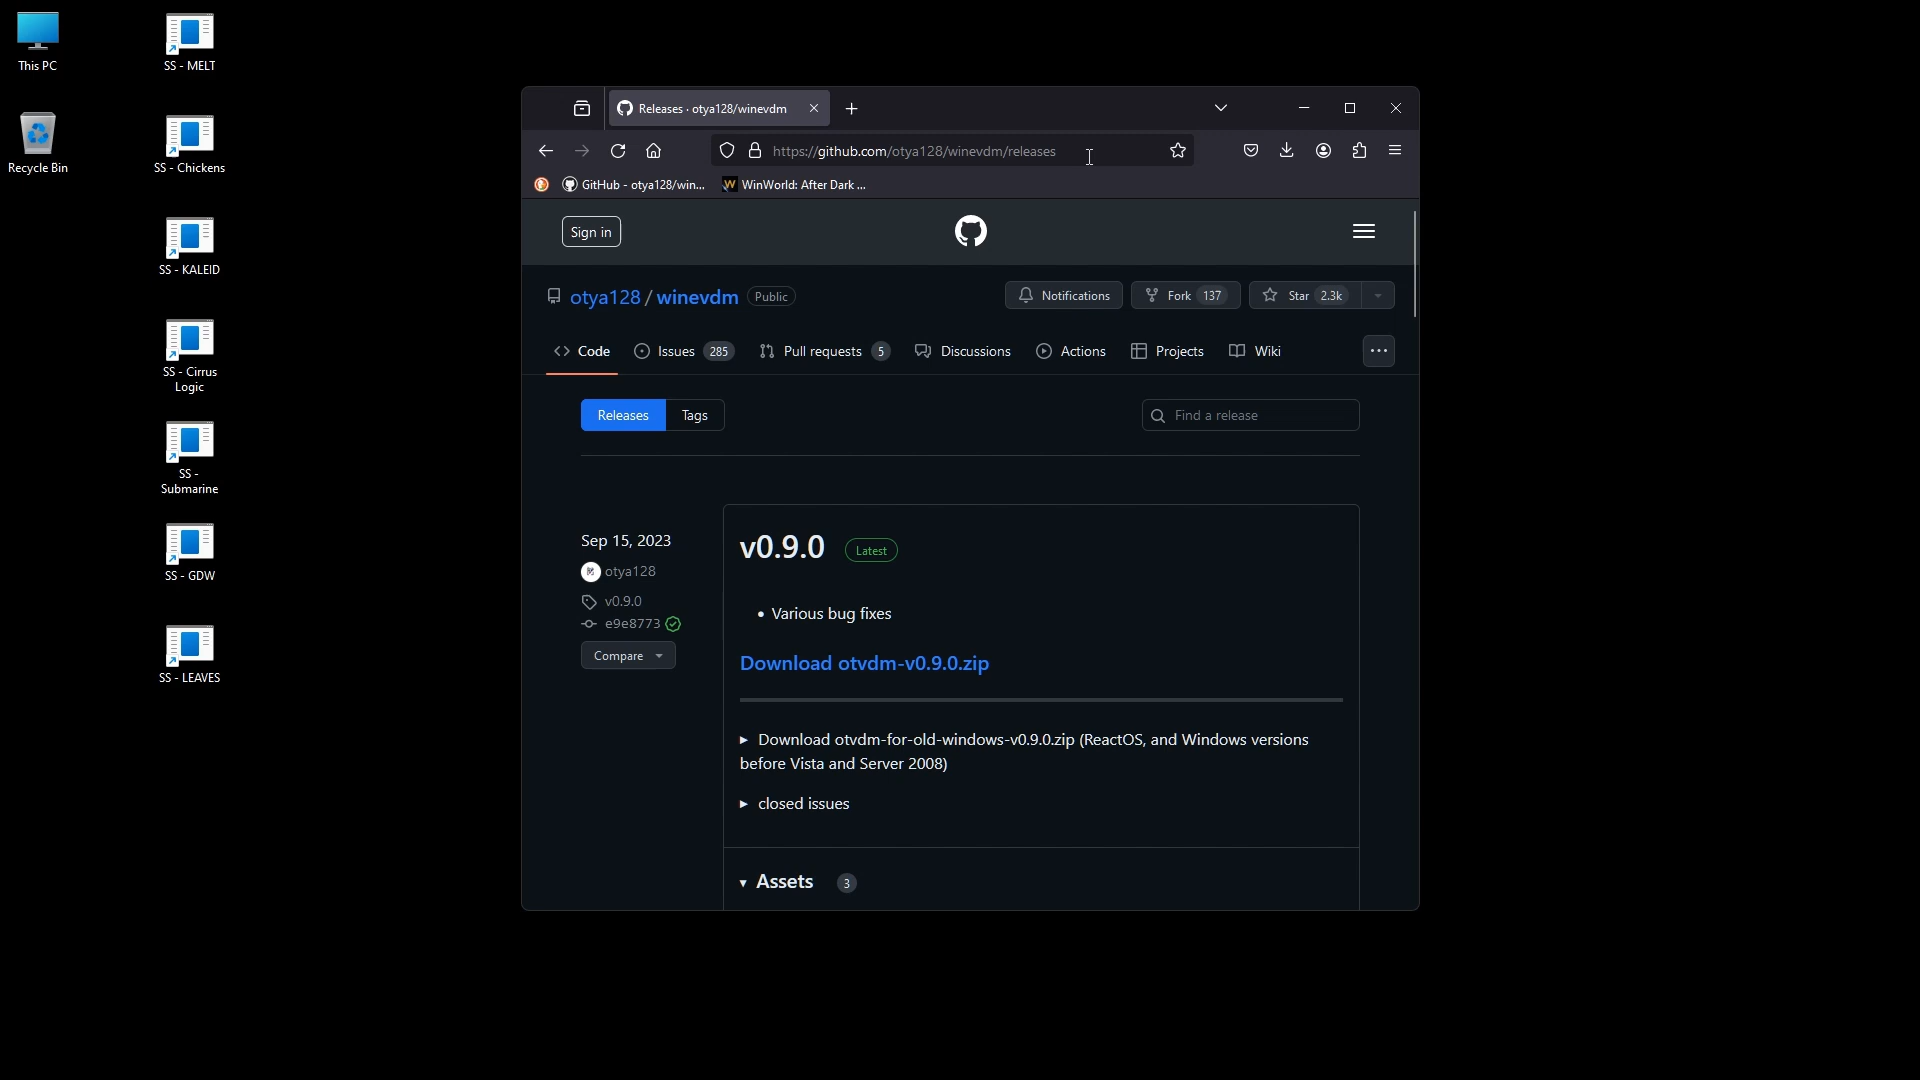 This PC
Recycle Bin
SS - MELT
SS - Chickens
SS - KALEID
SS - Cirrus
Logic
SS -
Submarine
SS - GDW
SS - LEAVES
Releases · otya128/winevdm
https://github.com/otya128/winevdm/releases
GitHub - otya128/win...
WinWorld: After Dark ...
Sign in
otya128 / winevdm Public
Notifications
Fork 137
Star 2.3k
Code
Issues 285
Pull requests 5
Discussions
Actions
Projects
Wiki
Releases
Tags
Find a release
Sep 15, 2023
otya128
v0.9.0
e9e8773
Compare
v0.9.0 Latest
• Various bug fixes
Download otvdm-v0.9.0.zip
Download otvdm-for-old-windows-v0.9.0.zip (ReactOS, and Windows versions
before Vista and Server 2008)
closed issues
Assets 3